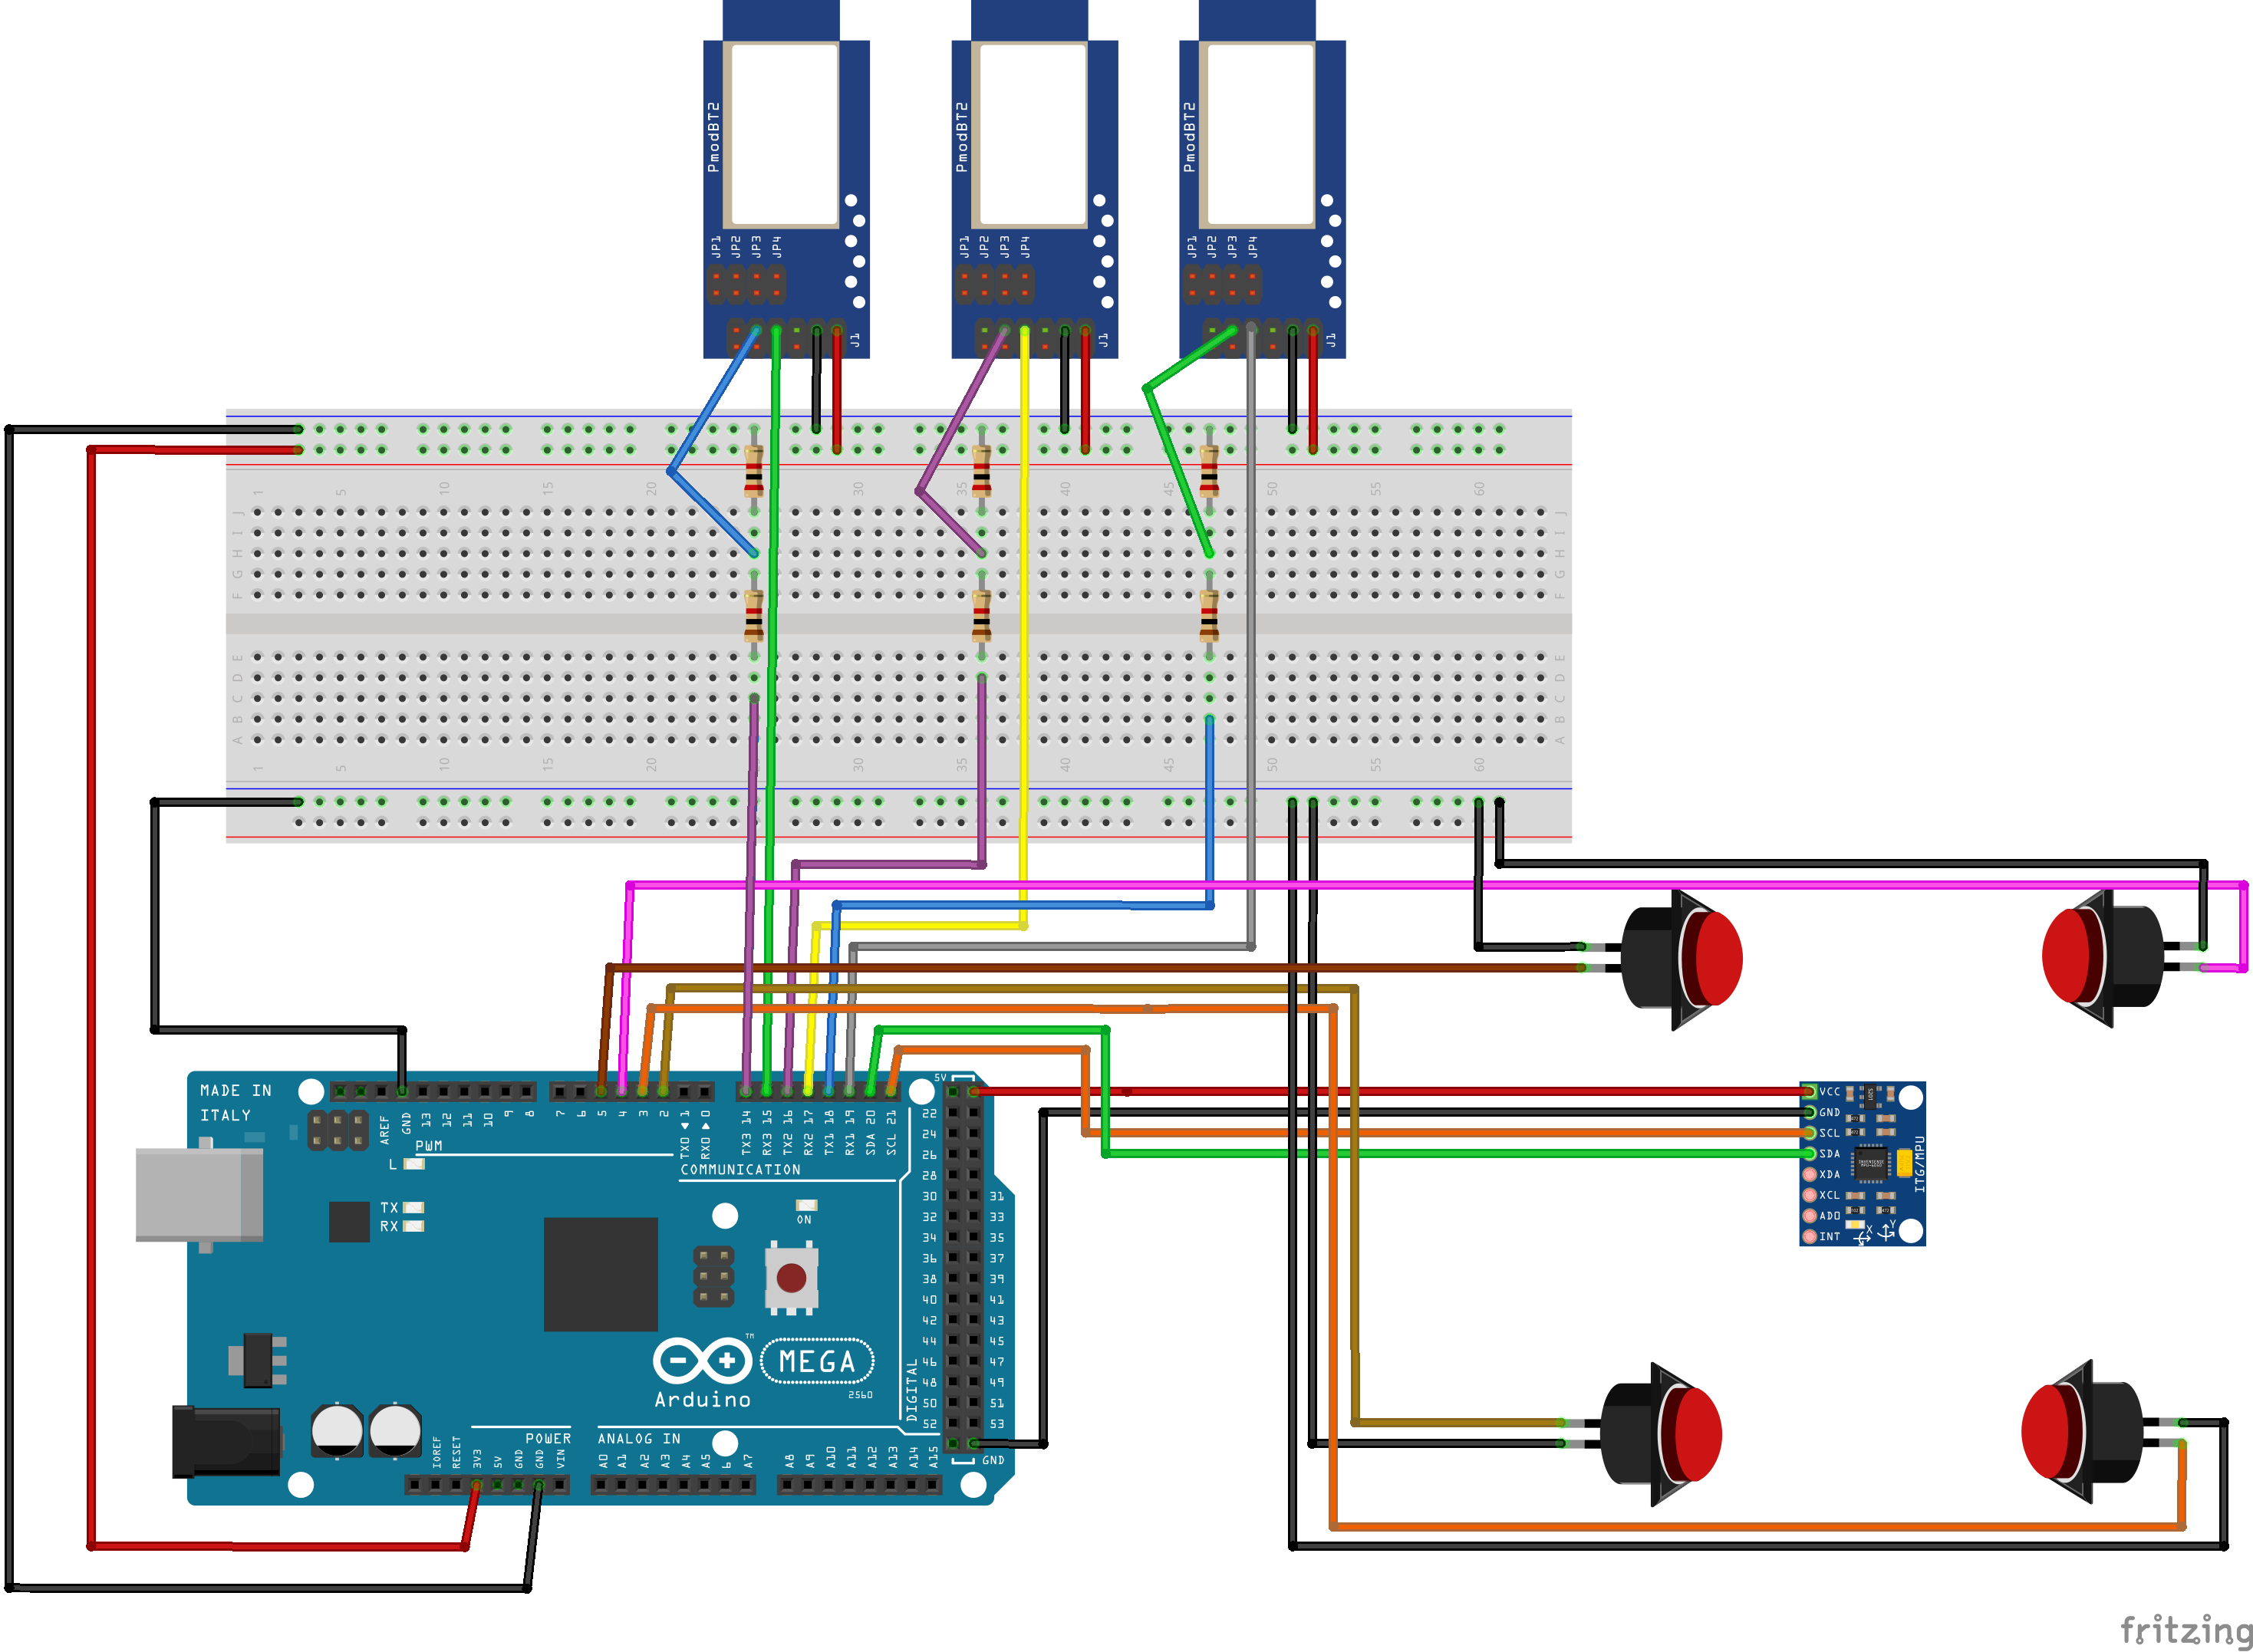 PmodBT2
PmodBT2
PmodBT2
JP1 JP2 JP3 JP4
JP1 JP2 JP3 JP4
JP1 JP2 JP3 JP4
J1
J1
J1
1 5 10 15 20 30 35 40 45 50 55 60
J J
I I
H H
G G
F F
E E
D D
C C
B B
A A
1 5 10 15 20 30 35 40 45 50 55 60
MADE IN
ITALY
AREF GND 13 12 11 10 9 8 7 6 5 4 3 2 TX0 1 RX0 0 TX3 14 RX3 15 TX2 16 RX2 17 TX1 18 RX1 19 SDA 20 SCL 21
PWM
COMMUNICATION
L
TX
RX
ON
5V
22
24
26
28
30 31
32 33
34 35
36 37
38 39
40 41
42 43
44 45
46 47
48 49
50 51
52 53
GND
DIGITAL
TM
MEGA
2560
Arduino
POWER
ANALOG IN
IOREF RESET 3V3 5V GND GND VIN
A0 A1 A2 A3 A4 A5 6 A7 A8 A9 A10 A11 A12 A13 A14 A15
VCC
GND
SCL
SDA
XDA
XCL
ADO
INT
ITG/MPU
X Y
fritzing